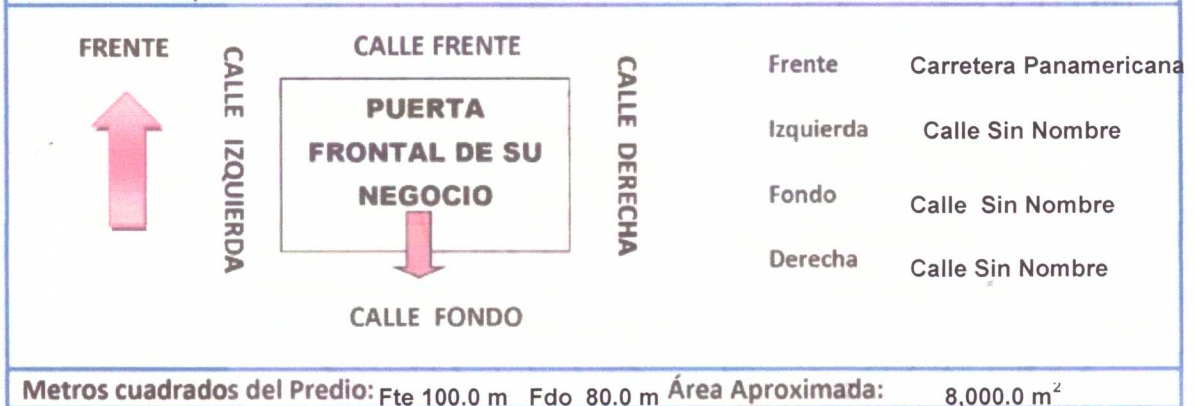 FRENTE
CALLE IZQUIERDA
CALLE FRENTE
PUERTA
FRONTAL DE SU
NEGOCIO
CALLE FONDO
CALLE DERECHA
Frente Carretera Panamericana
Izquierda Calle Sin Nombre
Fondo Calle Sin Nombre
Derecha Calle Sin Nombre
Metros cuadrados del Predio: Fte 100.0 m Fdo 80.0 m Área Aproximada: 8,000.0 m²